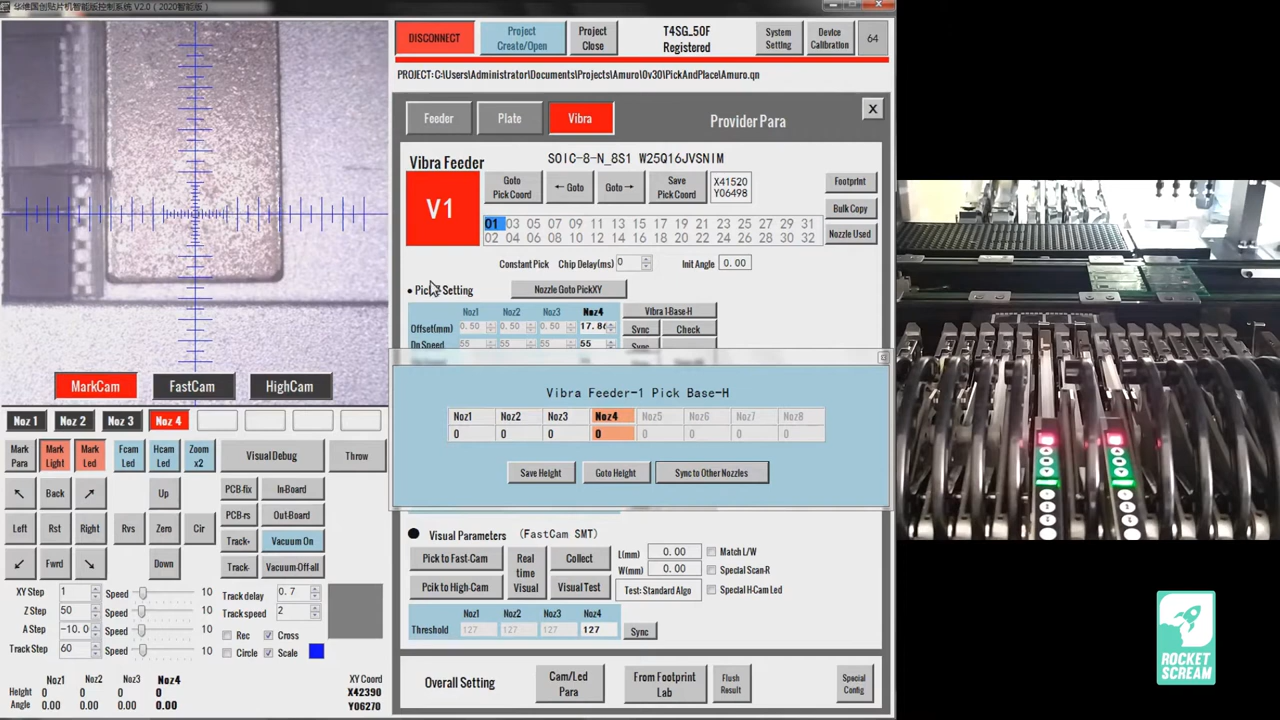 华维国创贴片机智能版控制系统 V2.0 (2020智能版)
DISCONNECT
Project Create/Open
Project Close
T4SG_50F Registered
System Setting
Device Calibration
64
PROJECT:C:\Users\Administrator\Documents\Projects\Amuro\0v30\PickAndPlace\Amuro.qn
Feeder
Plate
Vibra
Provider Para
X
Vibra Feeder
SOIC-8-N_8S1 W25Q16JVSNIM
V1
Goto Pick Coord
←Goto
Goto→
Save Pick Coord
X41520
Y06498
Footprint
Bulk Copy
Nozzle Used
01 03 05 07 09 11 13 15 17 19 21 23 25 27 29 31
02 04 06 08 10 12 14 16 18 20 22 24 26 28 30 32
Constant Pick Chip Delay(ms) 0 Init Angle 0.00
Setting
Nozzle Goto PickXY
Noz1 Noz2 Noz3 Noz4
Vibra 1-Base-H
Offset(mm) 0.50 0.50 0.50 17.86
Sync
Check
Speed 55 55 55 55
Sync
Vibra Feeder-1 Pick Base-H
Noz1 Noz2 Noz3 Noz4 Noz5 Noz6 Noz7 Noz8
0 0 0 0 0 0 0 0
Save Height
Goto Height
Sync to Other Nozzles
Visual Parameters (FastCam SMT)
Pick to Fast-Cam
Real time Visual
Collect
L(mm) 0.00
Match L/W
Pcik to High-Cam
Visual Test
W(mm) 0.00
Special Scan-R
Test: Standard Algo
Special H-Cam Led
Noz1 Noz2 Noz3 Noz4
Threshold 127 127 127 127
Sync
Overall Setting
Cam/Led Para
From Footprint Lab
Flush Result
Special Config
MarkCam
FastCam
HighCam
Noz 1
Noz 2
Noz 3
Noz 4
Mark Para
Mark Light
Mark Led
Fcam Led
Hcam Led
Zoom x2
Visual Debug
Throw
↖
Back
↗
Up
PCB-fix
In-Board
Left
Rst
Right
Rvs
Zero
Cir
PCB-rs
Out-Board
Track+
Vacuum On
↙
Fwrd
↘
Down
Track-
Vacuum-Off-all
XY Step 1 Speed 10
Z Step 50 Speed 10
A Step -10.0 Speed 10
Track Step 60 Speed 10
Track delay 0.7
Track speed 2
Rec
Cross
Circle
Scale
Noz1 Noz2 Noz3 Noz4
Height 0.00 0.00 0.00 0.00
Angle 0.00 0.00 0.00 0.00
XY Coord
X42390
Y06270
ROCKET
SCREAM